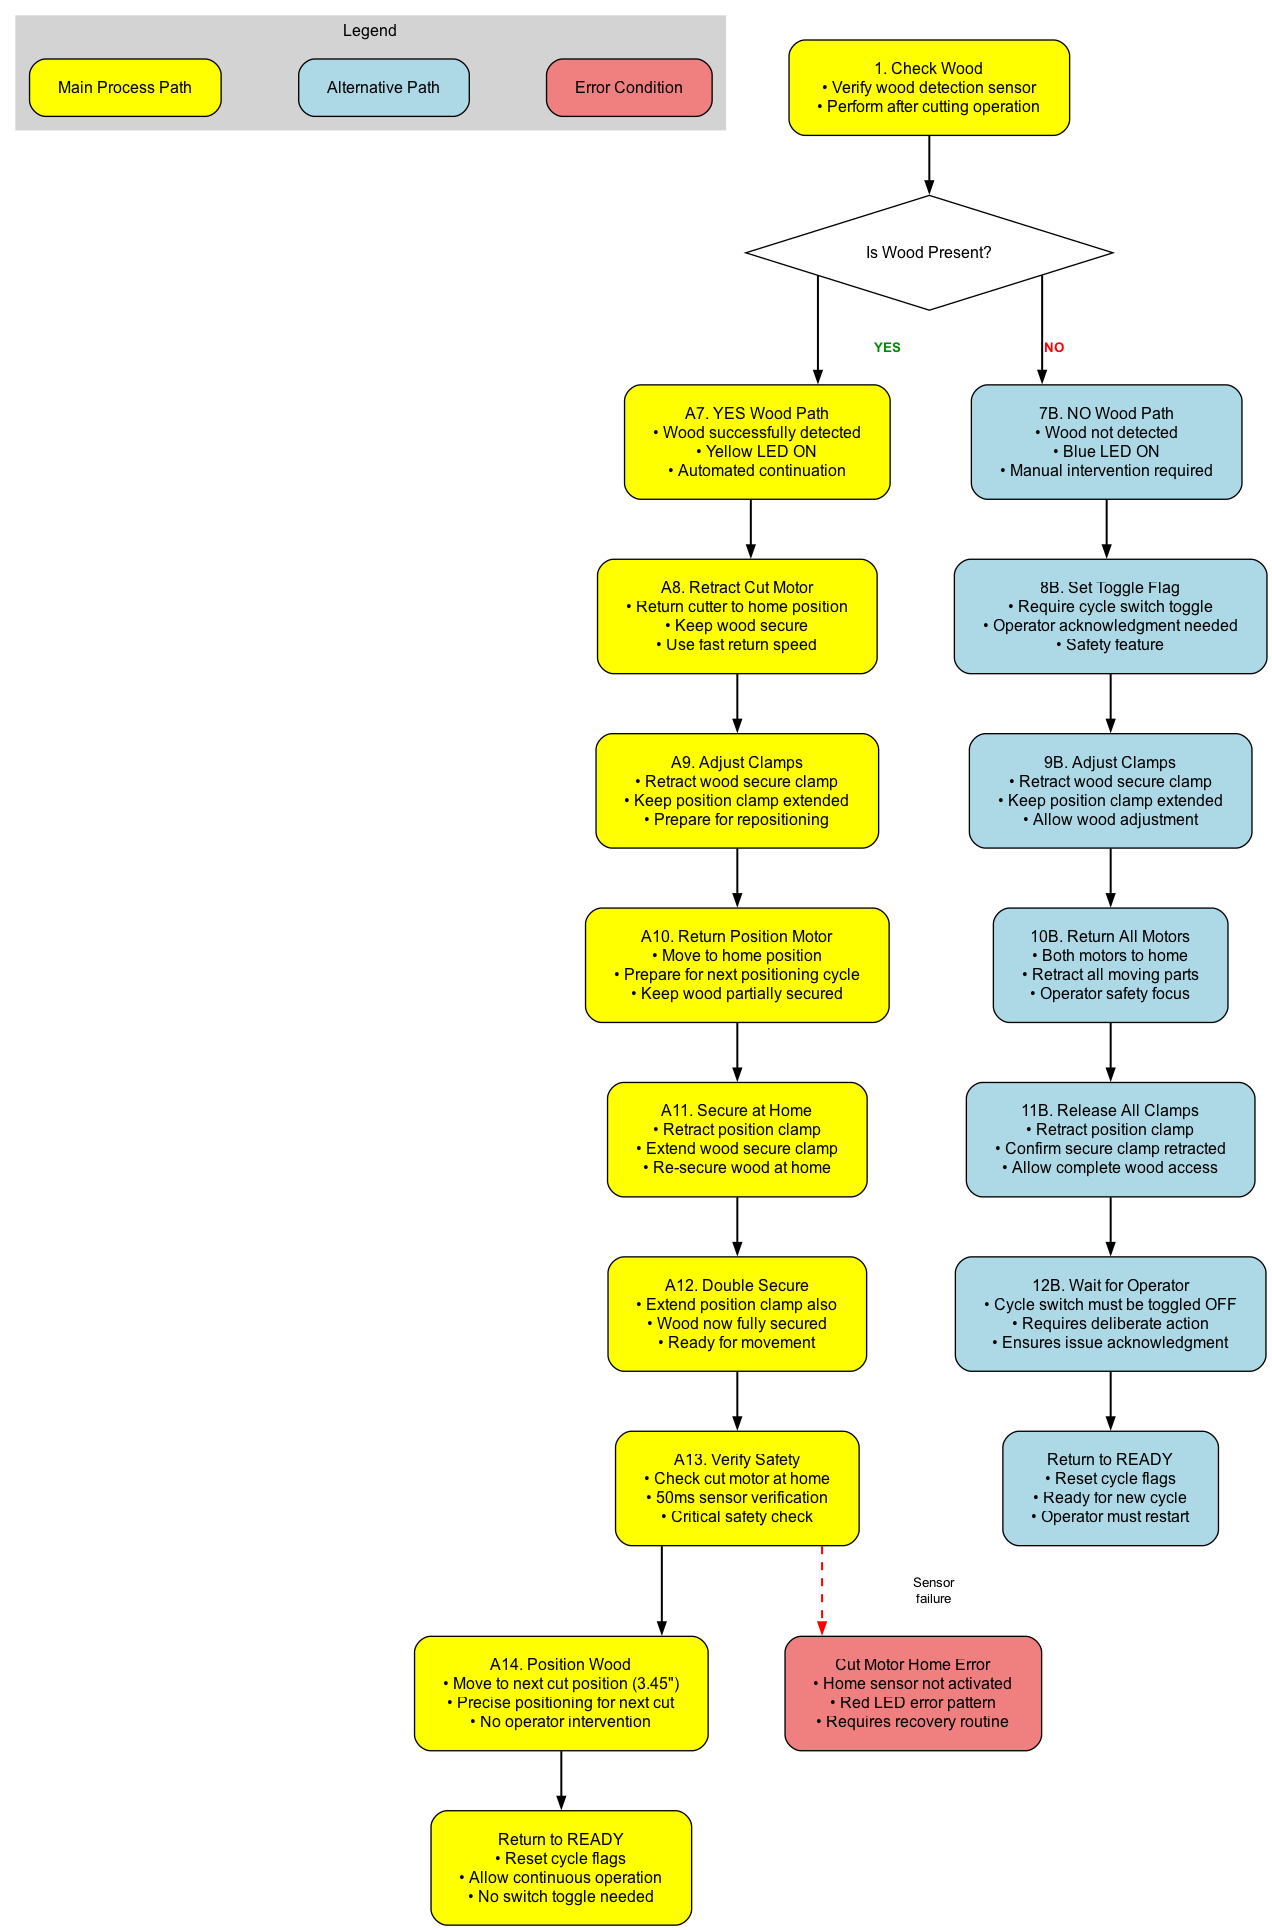 Legend
Main Process Path
Alternative Path
Error Condition
1. Check Wood
• Verify wood detection sensor
• Perform after cutting operation
Is Wood Present?
YES
NO
A7. YES Wood Path
• Wood successfully detected
• Yellow LED ON
• Automated continuation
7B. NO Wood Path
• Wood not detected
• Blue LED ON
• Manual intervention required
A8. Retract Cut Motor
• Return cutter to home position
• Keep wood secure
• Use fast return speed
8B. Set Toggle Flag
• Require cycle switch toggle
• Operator acknowledgment needed
• Safety feature
A9. Adjust Clamps
• Retract wood secure clamp
• Keep position clamp extended
• Prepare for repositioning
9B. Adjust Clamps
• Retract wood secure clamp
• Keep position clamp extended
• Allow wood adjustment
A10. Return Position Motor
• Move to home position
• Prepare for next positioning cycle
• Keep wood partially secured
10B. Return All Motors
• Both motors to home
• Retract all moving parts
• Operator safety focus
A11. Secure at Home
• Retract position clamp
• Extend wood secure clamp
• Re-secure wood at home
11B. Release All Clamps
• Retract position clamp
• Confirm secure clamp retracted
• Allow complete wood access
A12. Double Secure
• Extend position clamp also
• Wood now fully secured
• Ready for movement
12B. Wait for Operator
• Cycle switch must be toggled OFF
• Requires deliberate action
• Ensures issue acknowledgment
A13. Verify Safety
• Check cut motor at home
• 50ms sensor verification
• Critical safety check
Return to READY
• Reset cycle flags
• Ready for new cycle
• Operator must restart
Sensor
failure
A14. Position Wood
• Move to next cut position (3.45")
• Precise positioning for next cut
• No operator intervention
Cut Motor Home Error
• Home sensor not activated
• Red LED error pattern
• Requires recovery routine
Return to READY
• Reset cycle flags
• Allow continuous operation
• No switch toggle needed